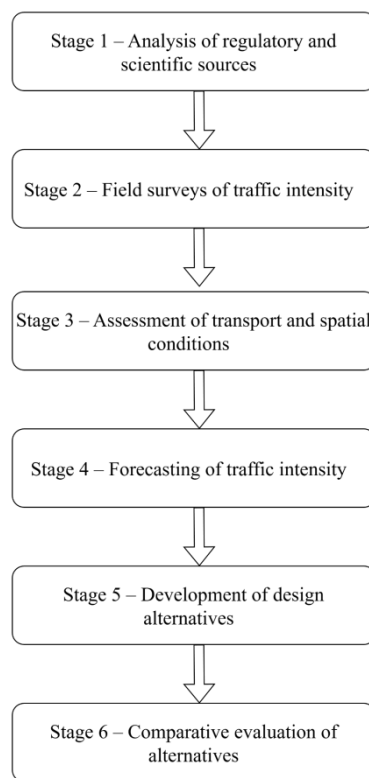 Stage 1 – Analysis of regulatory and
scientific sources
Stage 2 – Field surveys of traffic intensity
Stage 3 – Assessment of transport and spatial
conditions
Stage 4 – Forecasting of traffic intensity
Stage 5 – Development of design
alternatives
Stage 6 – Comparative evaluation of
alternatives